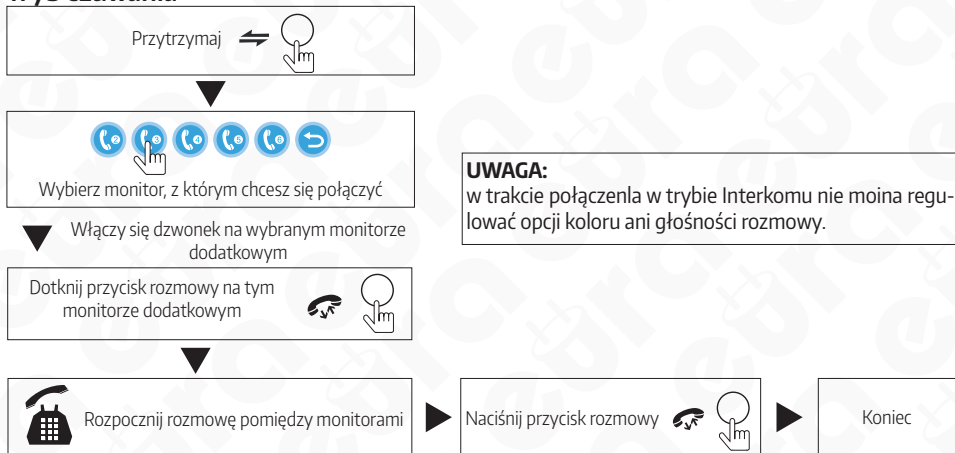 Przytrzymaj
Wybierz monitor, z którym chcesz się połączyć
UWAGA:
w trakcie połączenla w trybie Interkomu nie moina regu-
lować opcji koloru ani głośności rozmowy.
Włączy się dzwonek na wybranym monitorze
dodatkowym
Dotknij przycisk rozmowy na tym
monitorze dodatkowym
Rozpocznij rozmowę pomiędzy monitorami
Naciśnij przycisk rozmowy
Koniec